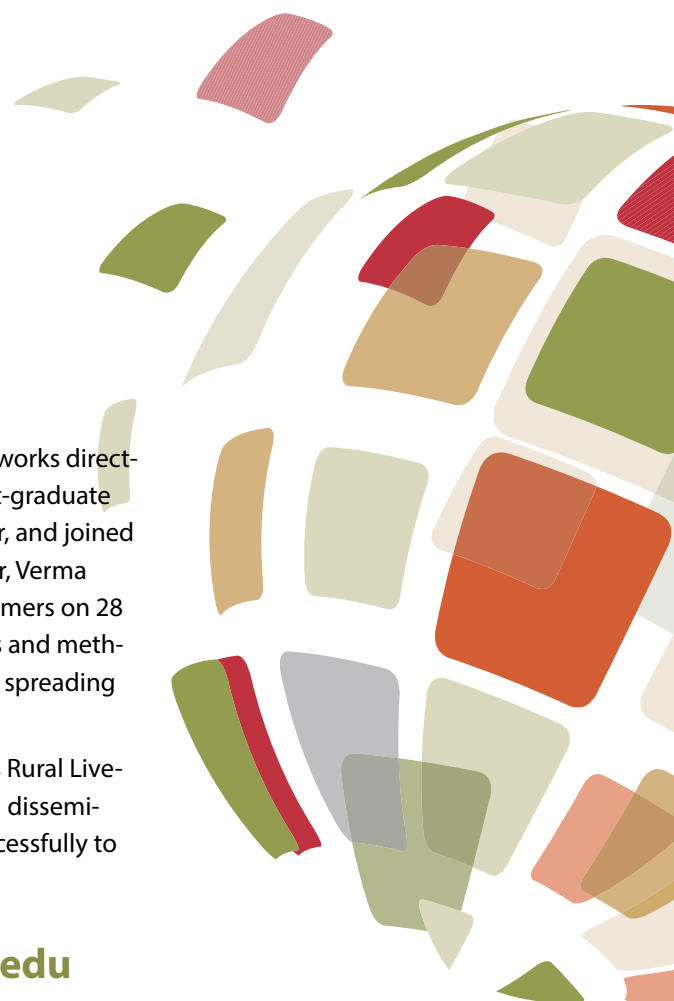 works direct-
-graduate
, and joined
, Verma
mers on 28
s and meth-
spreading
Rural Live-
dissemi-
cessfully to
edu